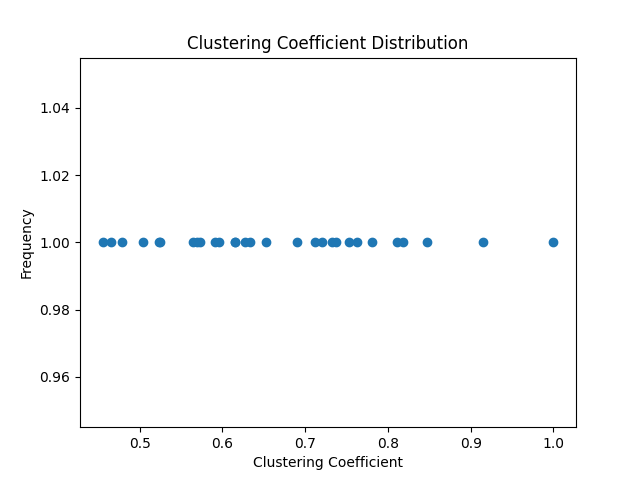 Clustering Coefficient Distribution
1.04
1.02
1.00
0.98
0.96
Frequency
0.5 0.6 0.7 0.8 0.9 1.0
Clustering Coefficient